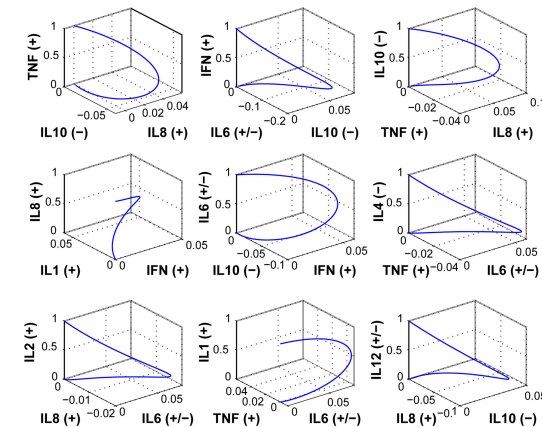 1
0.5
0
TNF (+)
−0.05
0
0.02
0.04
IL10 (−)
IL8 (+)
1
0.5
0
IFN (+)
−0.1
−0.2
0
0.05
IL6 (+/−)
IL10 (−)
1
0.5
0
IL10 (−)
−0.02
−0.04
0
0.05
0.1
TNF (+)
IL8 (+)
1
0.5
0
IL8 (+)
0.05
0
0
0.05
IL1 (+)
IFN (+)
1
0.5
0
IL6 (+/−)
−0.05
−0.1
0
0.05
IL10 (−)
IFN (+)
1
0.5
0
IL4 (−)
−0.02
−0.04
0
0.05
TNF (+)
IL6 (+/−)
1
0.5
0
IL2 (+)
−0.01
−0.02
0
0.05
IL8 (+)
IL6 (+/−)
1
0.5
0
IL1 (+)
0.04
0.02
0
0
0.05
TNF (+)
IL6 (+/−)
1
0.5
0
IL12 (+/−)
−0.05
−0.1
0
0.05
IL8 (+)
IL10 (−)